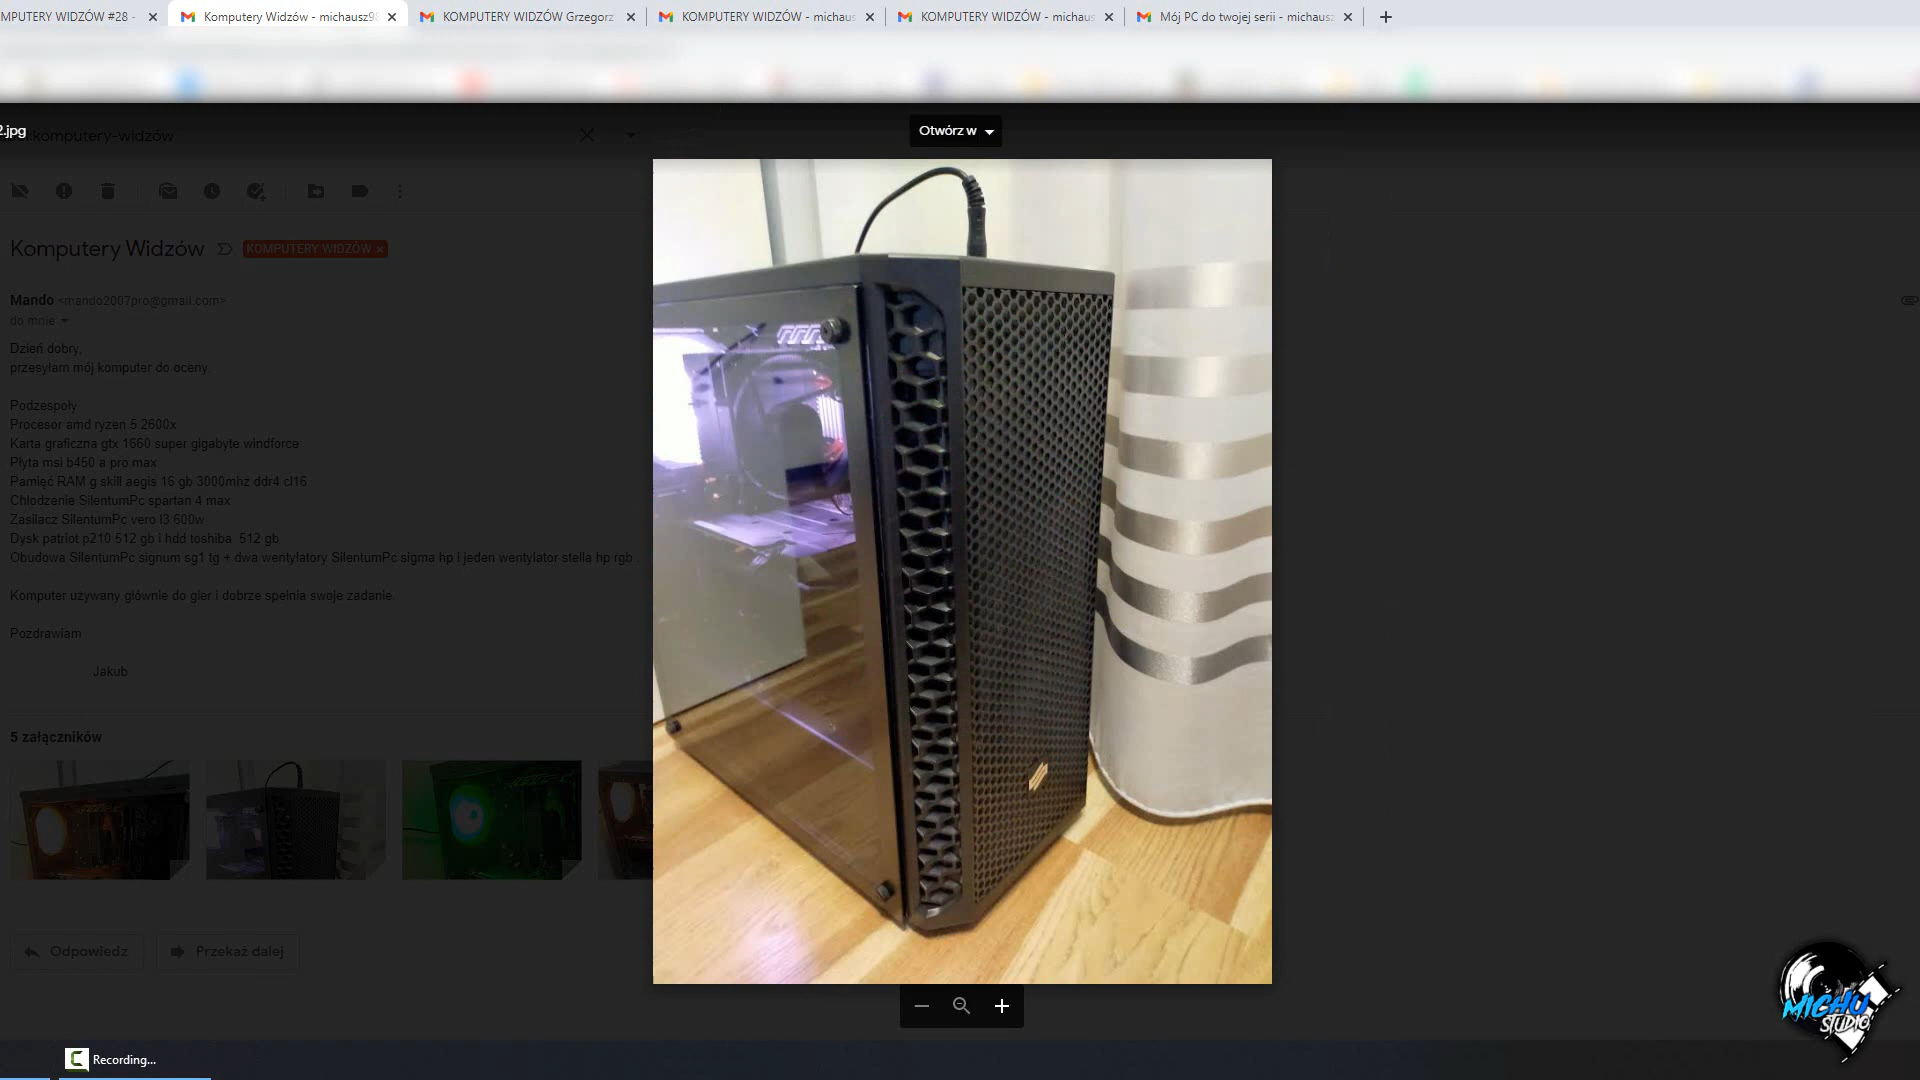 MPUTERY WIDZÓW #28 -
Komputery Widzów - michausz98
KOMPUTERY WIDZÓW Grzegorz
KOMPUTERY WIDZÓW - michaus
KOMPUTERY WIDZÓW - michaus
Mój PC do twojej serii - michausz
2.jpg
:komputery-widzów
Otwórz w
Komputery Widzów
KOMPUTERY WIDZÓW ×
Mando <mando2007pro@gmail.com>
do mnie
Dzień dobry,
przesyłam mój komputer do oceny.
Podzespoły
Procesor amd ryzen 5 2600x
Karta graficzna gtx 1660 super gigabyte windforce
Płyta msi b450 a pro max
Pamięć RAM g skill aegis 16 gb 3000mhz ddr4 cl16
Chłodzenie SilentumPc spartan 4 max
Zasilacz SilentumPc vero l3 600w
Dysk patriot p210 512 gb i hdd toshiba 512 gb
Obudowa SilentumPc signum sg1 tg + dwa wentylatory SilentumPc sigma hp i jeden wentylator stella hp rgb .
Komputer używany głównie do gier i dobrze spełnia swoje zadanie.
Pozdrawiam
Jakub
5 załączników
Odpowiedz
Przekaż dalej
MICHU
STUDIO
Recording...